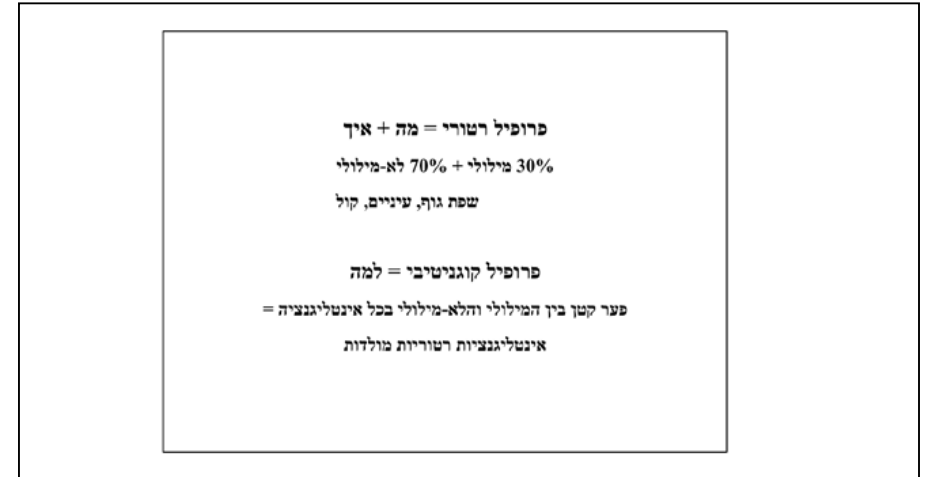 פרופיל רטורי = מה + איך
30% מילולי + 70% לא-מילולי
שפת גוף, עיניים, קול
פרופיל קוגניטיבי = למה
פער קטן בין המילולי והלא-מילולי בכל אינטליגנציה =
אינטליגנציות רטוריות מולדות